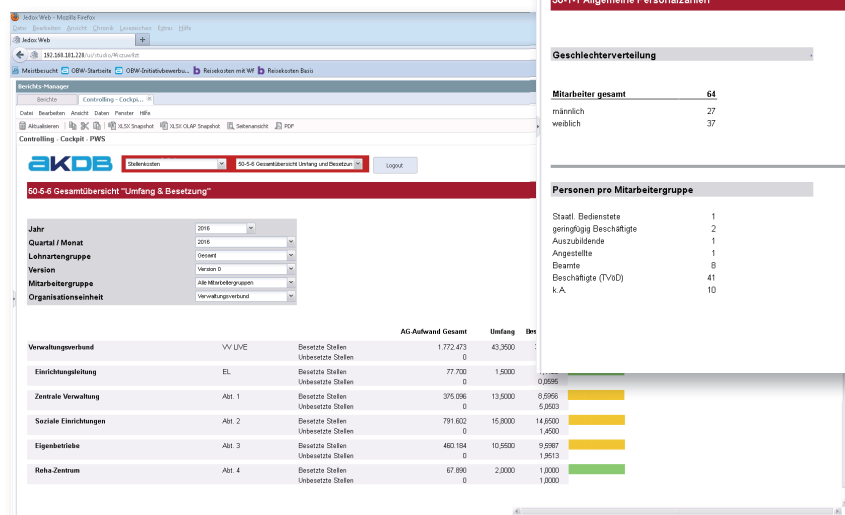 Jedox Web - Mozilla Firefox
Datei Bearbeiten Ansicht Chronik Lesezeichen Extras Hilfe
Jedox Web
192.168.181.228/ui/studio/#
Meistbesucht OBW-Startseite OBW-Initiativbewerbu... Reisekosten mit WF Reisekosten Basis
Berichts-Manager
Berichte Controlling - Cockpi...
Datei Bearbeiten Ansicht Daten Fenster Hilfe
Aktualisieren XLSX Snapshot XLSX OLAP Snapshot Seitenansicht PDF
Controlling - Cockpit - PWS
AKDB Stellenkosten 50-5-6 Gesamtübersicht Umfang und Besetzun Logout
50-5-6 Gesamtübersicht "Umfang & Besetzung"
Jahr 2016
Quartal / Monat 2016
Lohnartengruppe Gesamt
Version Version 0
Mitarbeitergruppe Alle Mitarbeitergruppen
Organisationseinheit Verwaltungsverbund
AG-Aufwand Gesamt Umfang Bes
Verwaltungsverbund VV LIVE Besetzte Stellen 1.772.473 43,3500
Unbesetzte Stellen 0
Einrichtungsleitung EL Besetzte Stellen 77.700 1,5000
Unbesetzte Stellen 0 0,0595
Zentrale Verwaltung Abt. 1 Besetzte Stellen 375.096 13,5000 8,5956
Unbesetzte Stellen 0 5,0503
Soziale Einrichtungen Abt. 2 Besetzte Stellen 791.602 15,8000 14,6500
Unbesetzte Stellen 0 1,4500
Eigenbetriebe Abt. 3 Besetzte Stellen 460.184 10,5500 9,5987
Unbesetzte Stellen 0 1,9513
Reha-Zentrum Abt. 4 Besetzte Stellen 67.890 2,0000 1,0000
Unbesetzte Stellen 0 1,0000
50-1-1 Allgemeine Personalzahlen
Geschlechterverteilung
Mitarbeiter gesamt 64
männlich 27
weiblich 37
Personen pro Mitarbeitergruppe
Staatl. Bedienstete 1
geringfügig Beschäftigte 2
Auszubildende 1
Angestellte 1
Beamte 8
Beschäftigte (TVöD) 41
k.A. 10